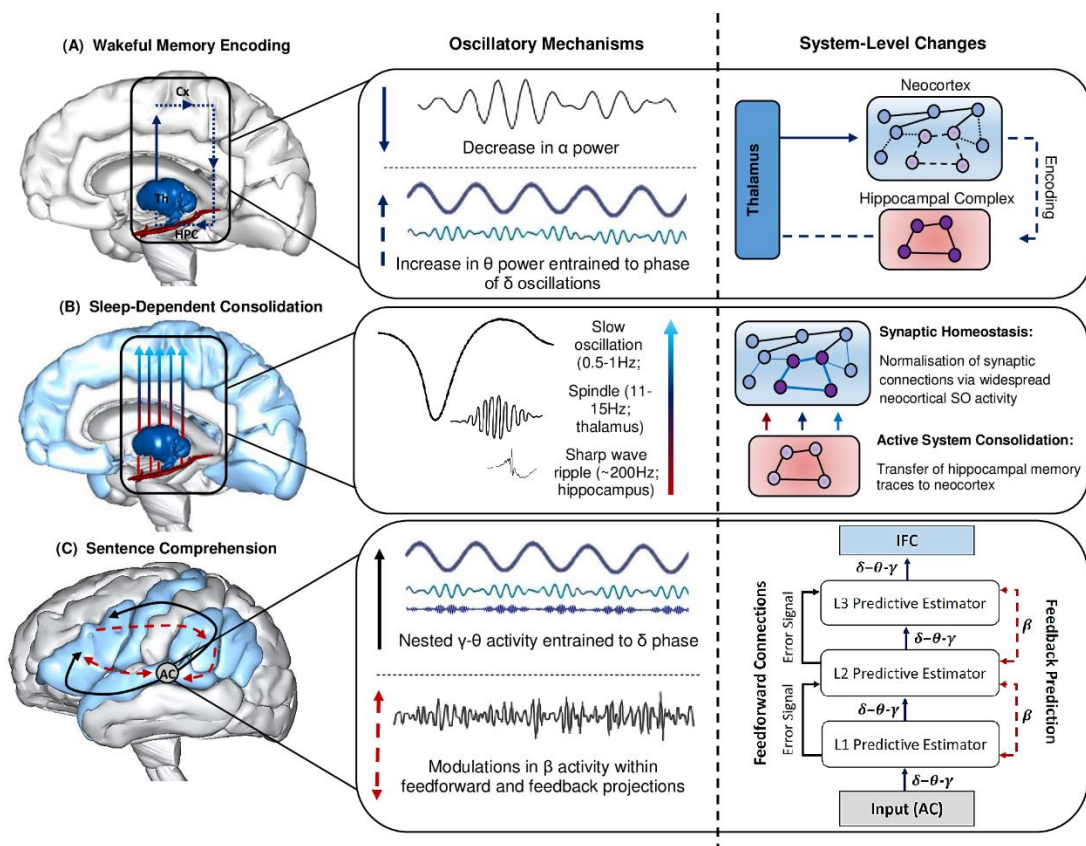 Oscillatory Mechanisms
System-Level Changes
(A) Wakeful Memory Encoding
Cx
Th
HPC
Decrease in α power
Increase in θ power entrained to phase
of δ oscillations
Neocortex
Thalamus
Encoding
Hippocampal Complex
(B) Sleep-Dependent Consolidation
Slow
oscillation
(0.5-1Hz;
Spindle (11-
15Hz;
thalamus)
Sharp wave
ripple (~200Hz;
hippocampus)
Synaptic Homeostasis:
Normalisation of synaptic
connections via widespread
neocortical SO activity
Active System Consolidation:
Transfer of hippocampal memory
traces to neocortex
(C) Sentence Comprehension
AC
Nested γ-θ activity entrained to δ phase
Modulations in β activity within
feedforward and feedback projections
IFC
δ-θ-γ
L3 Predictive Estimator
δ-θ-γ
L2 Predictive Estimator
δ-θ-γ
L1 Predictive Estimator
δ-θ-γ
Input (AC)
Feedforward Connections
Error Signal
Error Signal
β
β
Feedback Prediction